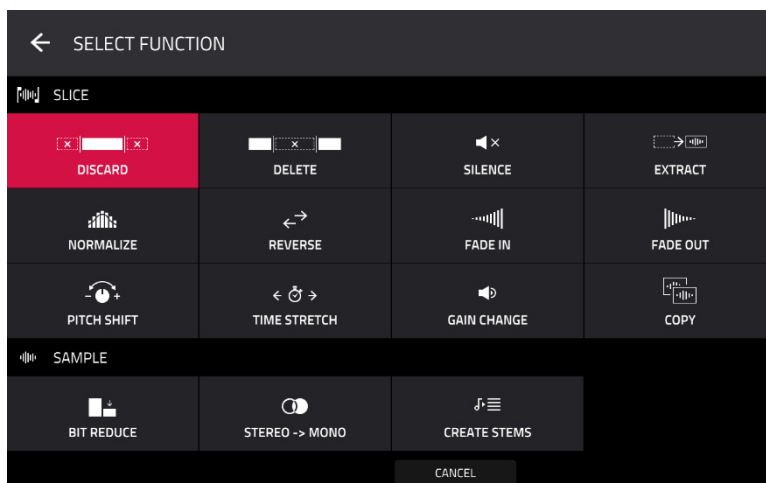 SELECT FUNCTION
SLICE
DISCARD DELETE SILENCE EXTRACT
NORMALIZE REVERSE FADE IN FADE OUT
PITCH SHIFT TIME STRETCH GAIN CHANGE COPY
SAMPLE
BIT REDUCE STEREO -> MONO CREATE STEMS
CANCEL